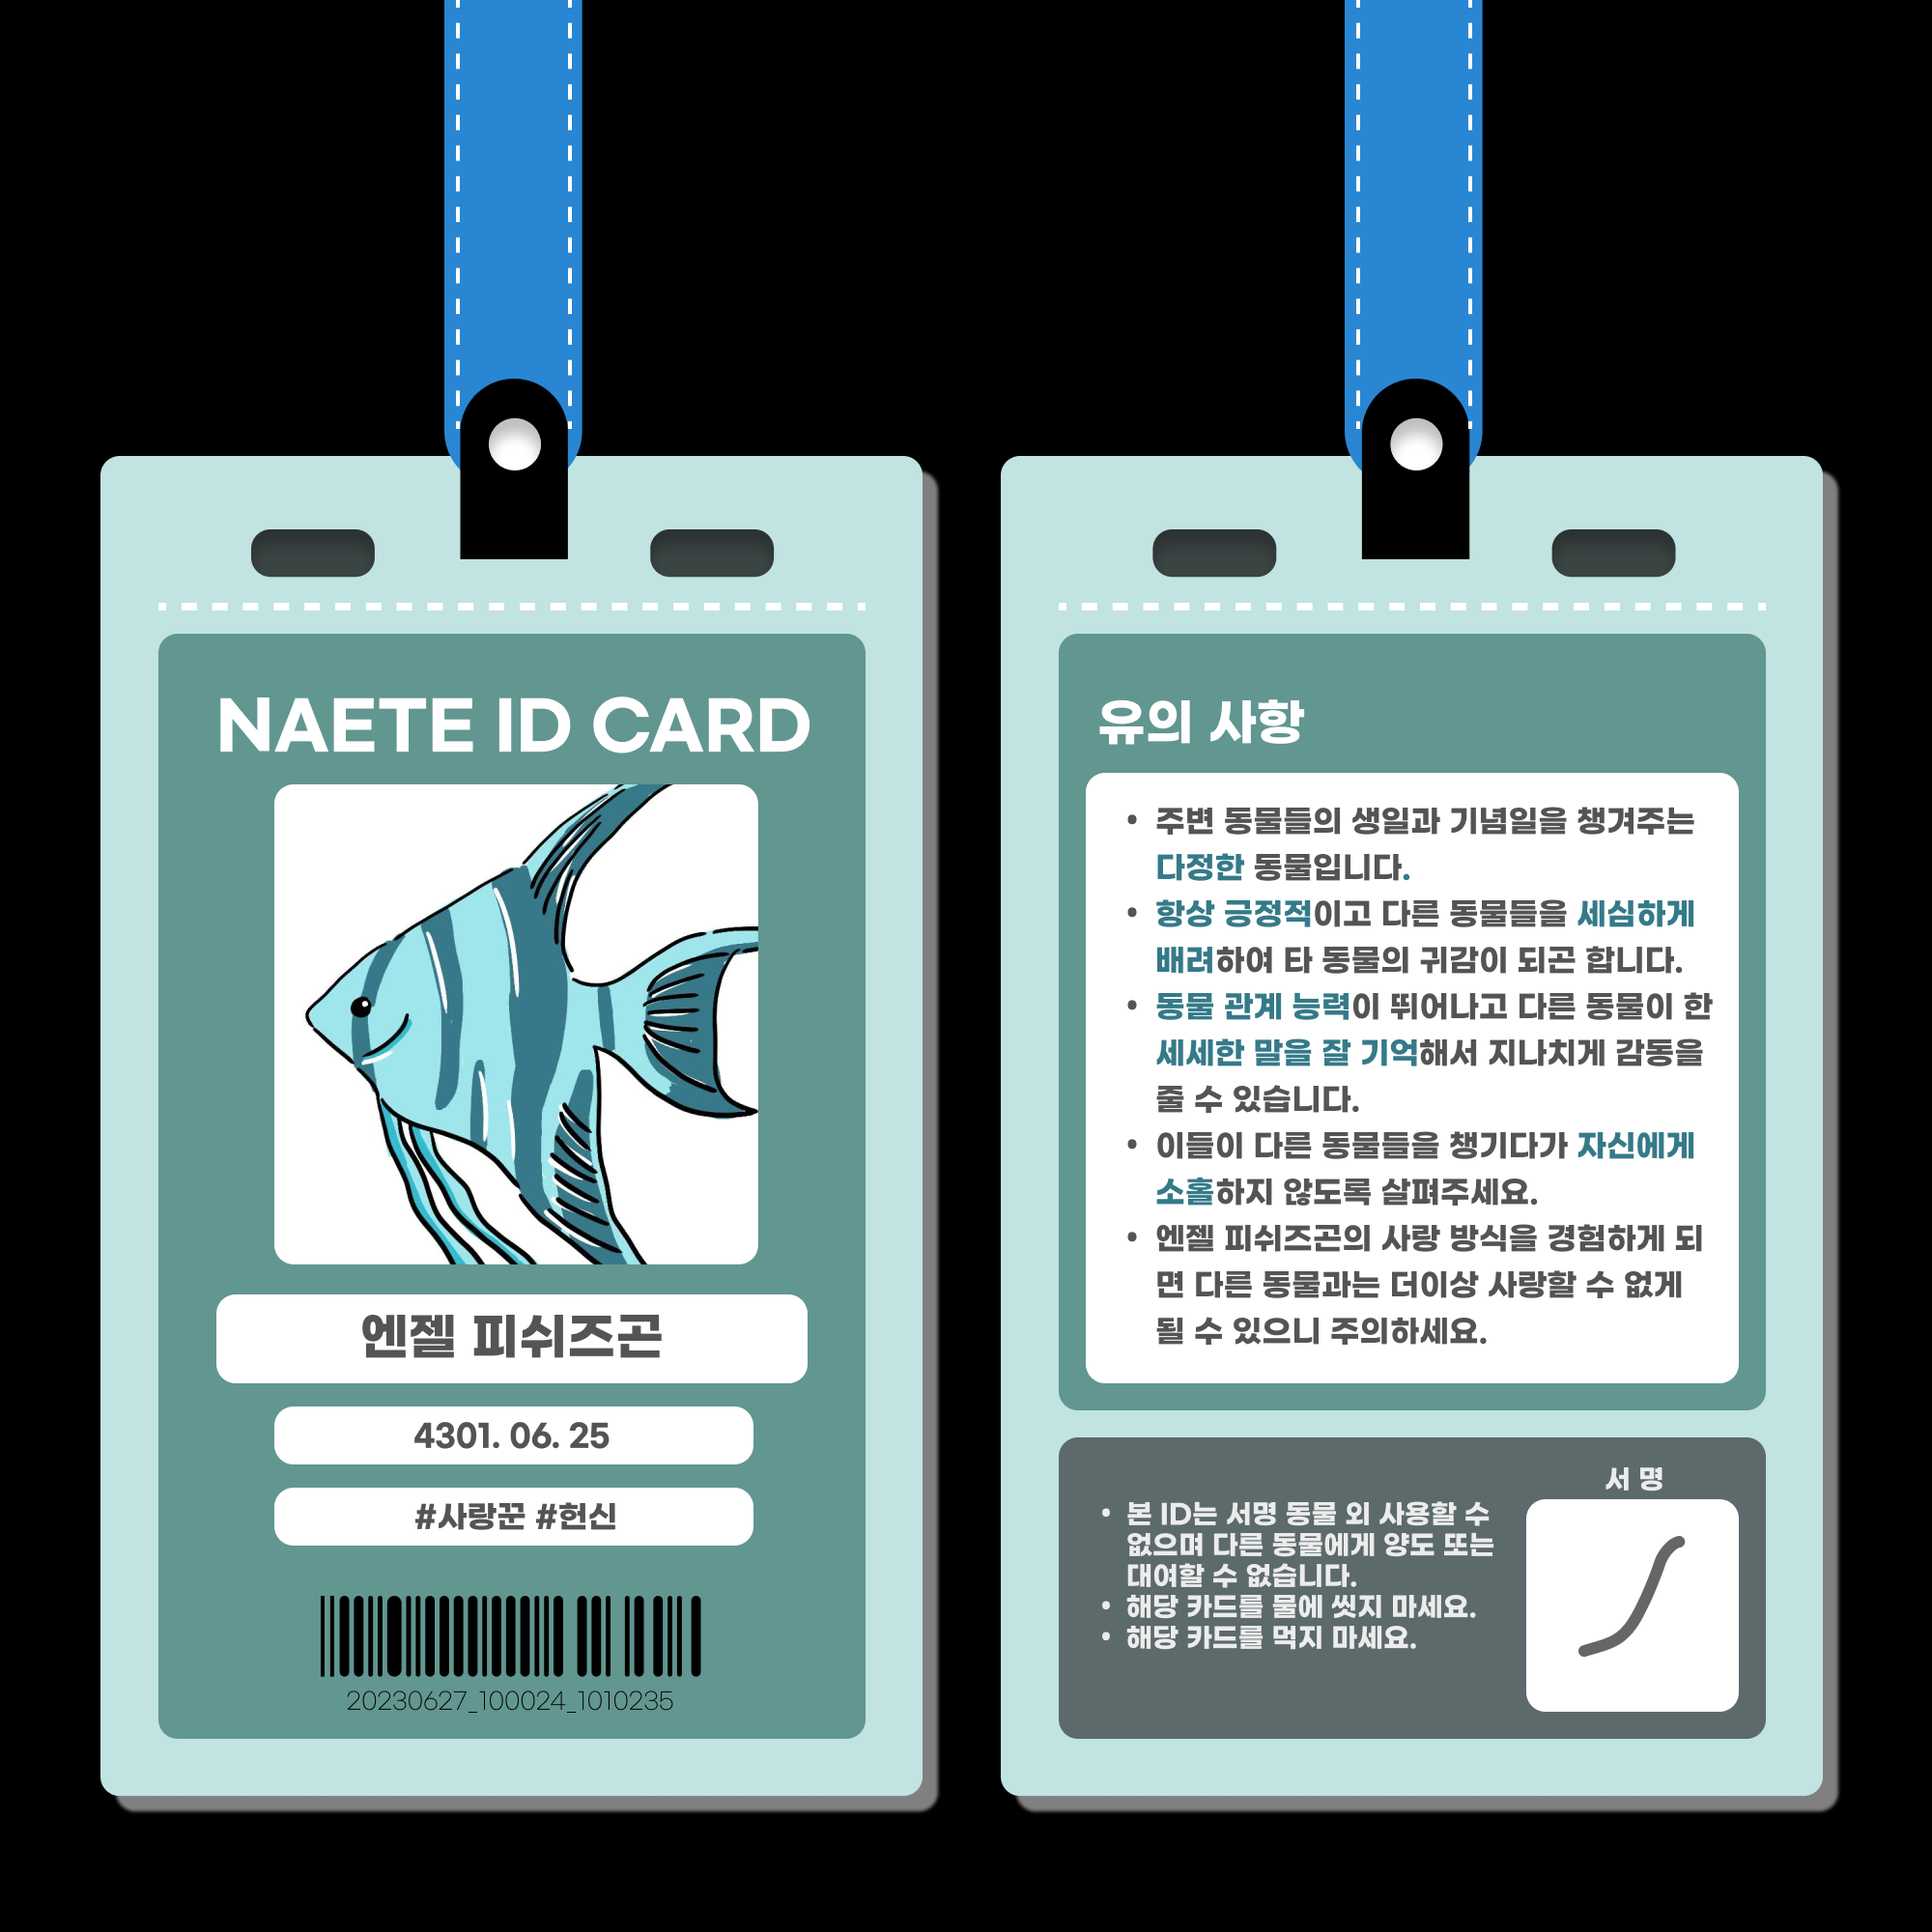 NAETE ID CARD
엔젤 피쉬즈곤
4301. 06. 25
#사랑꾼 #헌신
20230627_100024_1010235
유의 사항
• 주변 동물들의 생일과 기념일을 챙겨주는
다정한 동물입니다.
• 항상 긍정적이고 다른 동물들을 세심하게
배려하여 타 동물의 귀감이 되곤 합니다.
• 동물 관계 능력이 뛰어나고 다른 동물이 한
세세한 말을 잘 기억해서 지나치게 감동을
줄 수 있습니다.
• 이들이 다른 동물들을 챙기다가 자신에게
소홀하지 않도록 살펴주세요.
• 엔젤 피쉬즈곤의 사랑 방식을 경험하게 되
면 다른 동물과는 더이상 사랑할 수 없게
될 수 있으니 주의하세요.
• 본 ID는 서명 동물 외 사용할 수
없으며 다른 동물에게 양도 또는
대여할 수 없습니다.
• 해당 카드를 물에 씻지 마세요.
• 해당 카드를 먹지 마세요.
서 명